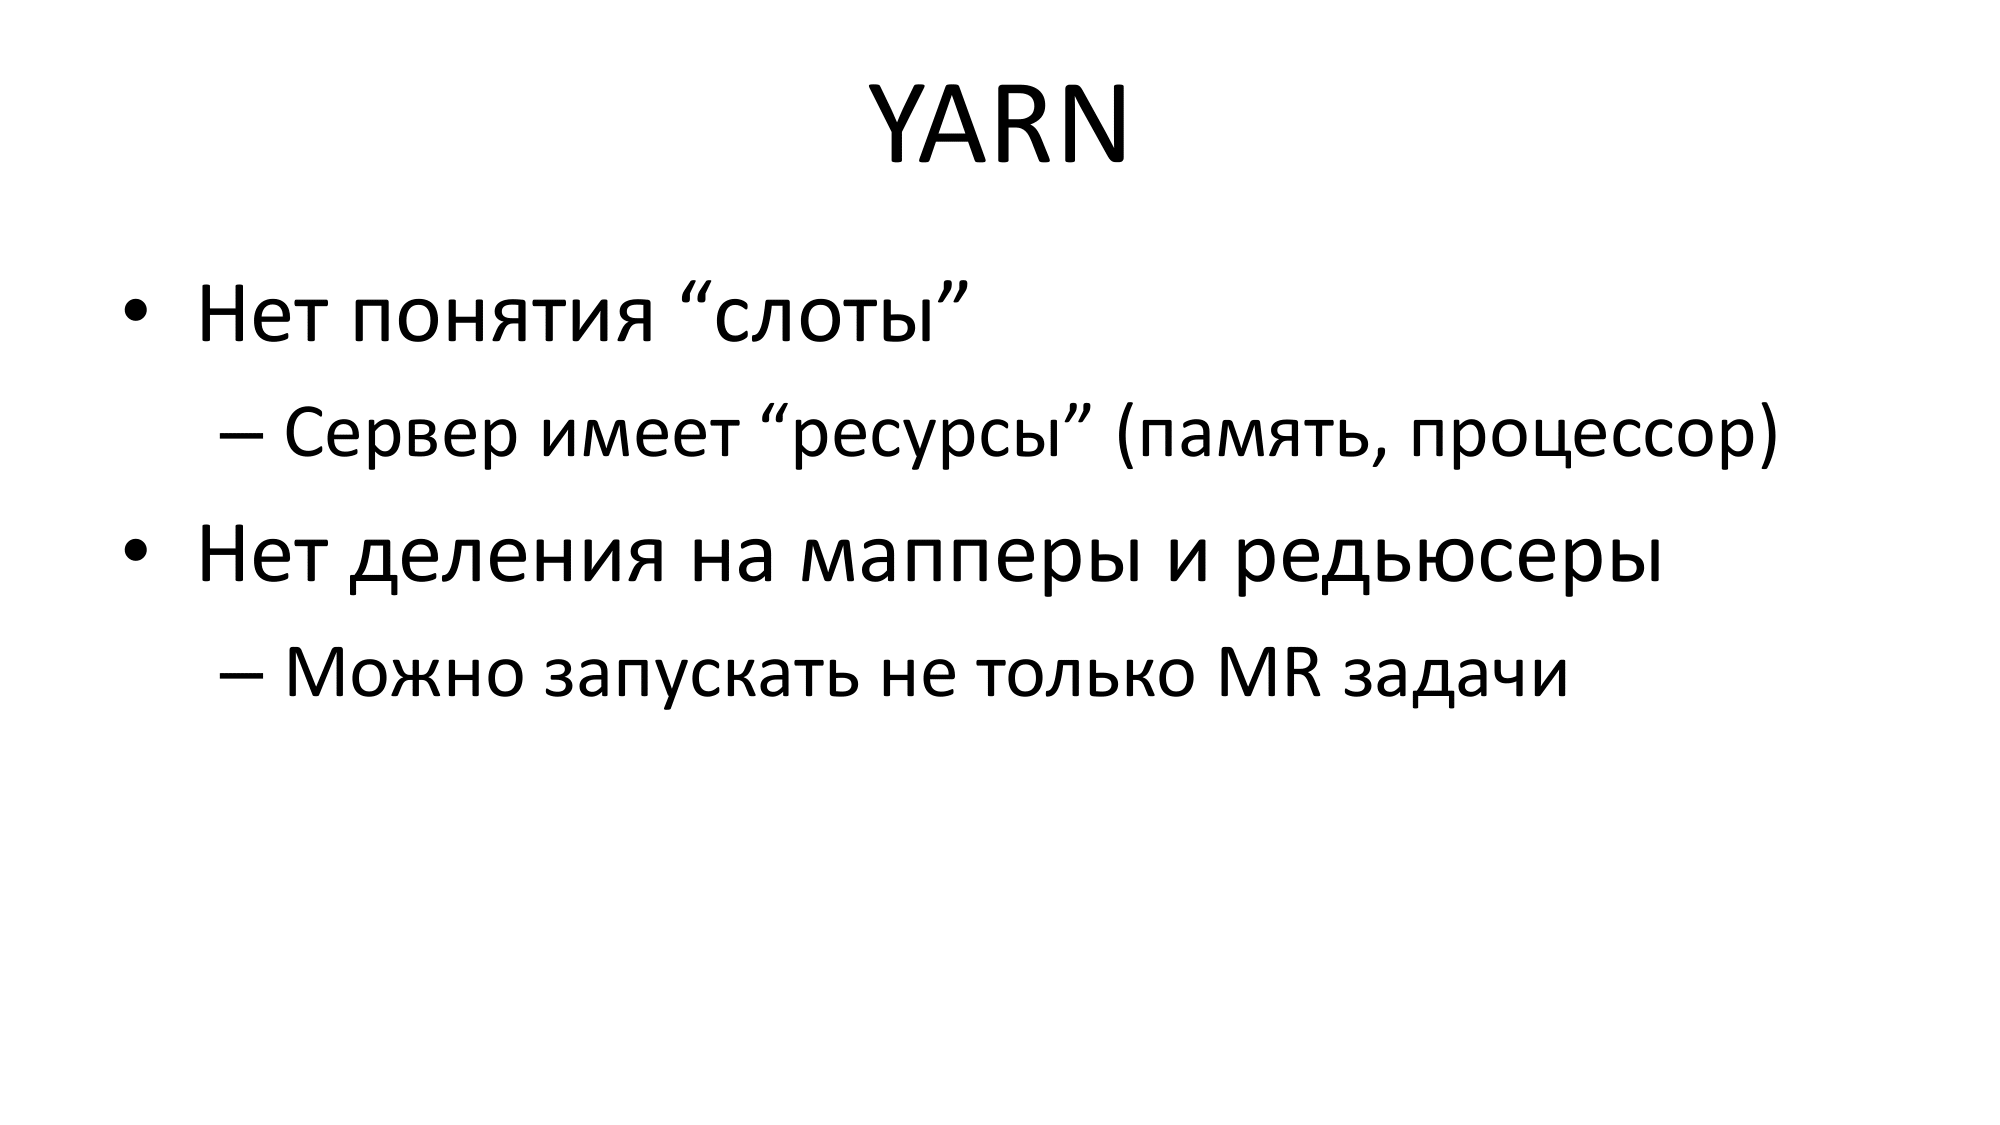 YARN
• Нет понятия “слоты”
– Сервер имеет “ресурсы” (память, процессор)
• Нет деления на мапперы и редьюсеры
– Можно запускать не только MR задачи